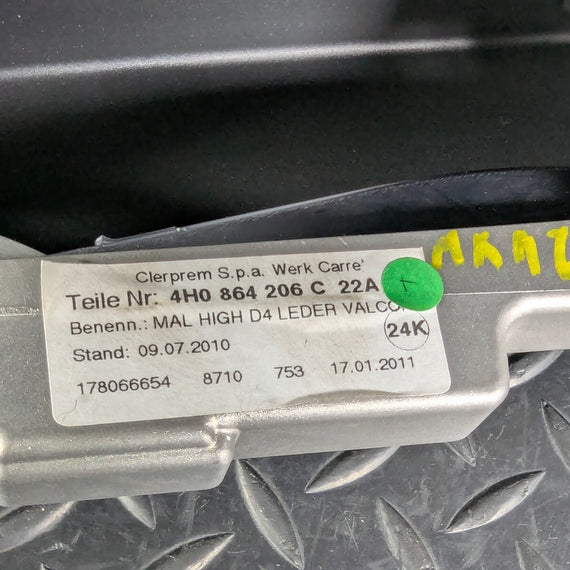 Clerprem S.p.a. Werk Carre'
Teile Nr: 4H0 864 206 C 22A
Benenn.: MAL HIGH D4 LEDER VALCO
24K
Stand: 09.07.2010
178066654 8710 753 17.01.2011